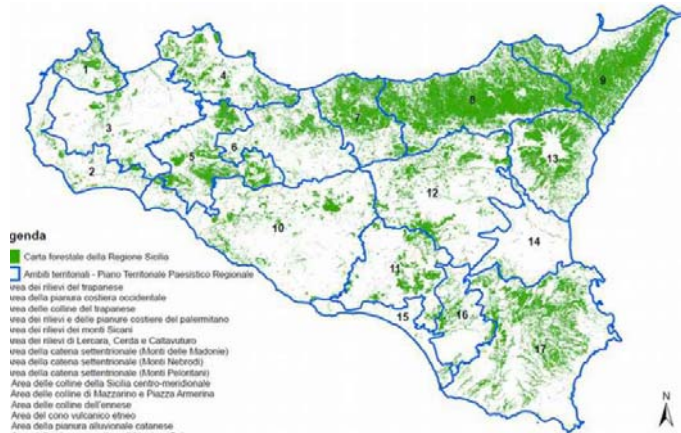 1
4
9
8
7
3
6
5
13
2
12
10
14
11
15
16
17
genda
Carta forestale della Regione Sicilia
Ambiti territoriali - Piano Territoriale Paesistico Regionale
rea dei rilievi del trapanese
rea della pianura costiera occidentale
rea delle colline del trapanese
rea dei rilievi e delle pianure costiere del palermitano
rea dei rilievi dei monti Sicani
rea dei rilievi di Lercara, Cerda e Caltavuturo
rea della catena settentrionale (Monti delle Madonie)
rea della catena settentrionale (Monti Nebrodi)
rea della catena settentrionale (Monti Peloritani)
Area delle colline della Sicilia centro-meridionale
Area delle colline di Mazzarino e Piazza Armerina
Area delle colline dell'ennese
Area del cono vulcanico etneo
Area della pianura alluvionale catanese
N